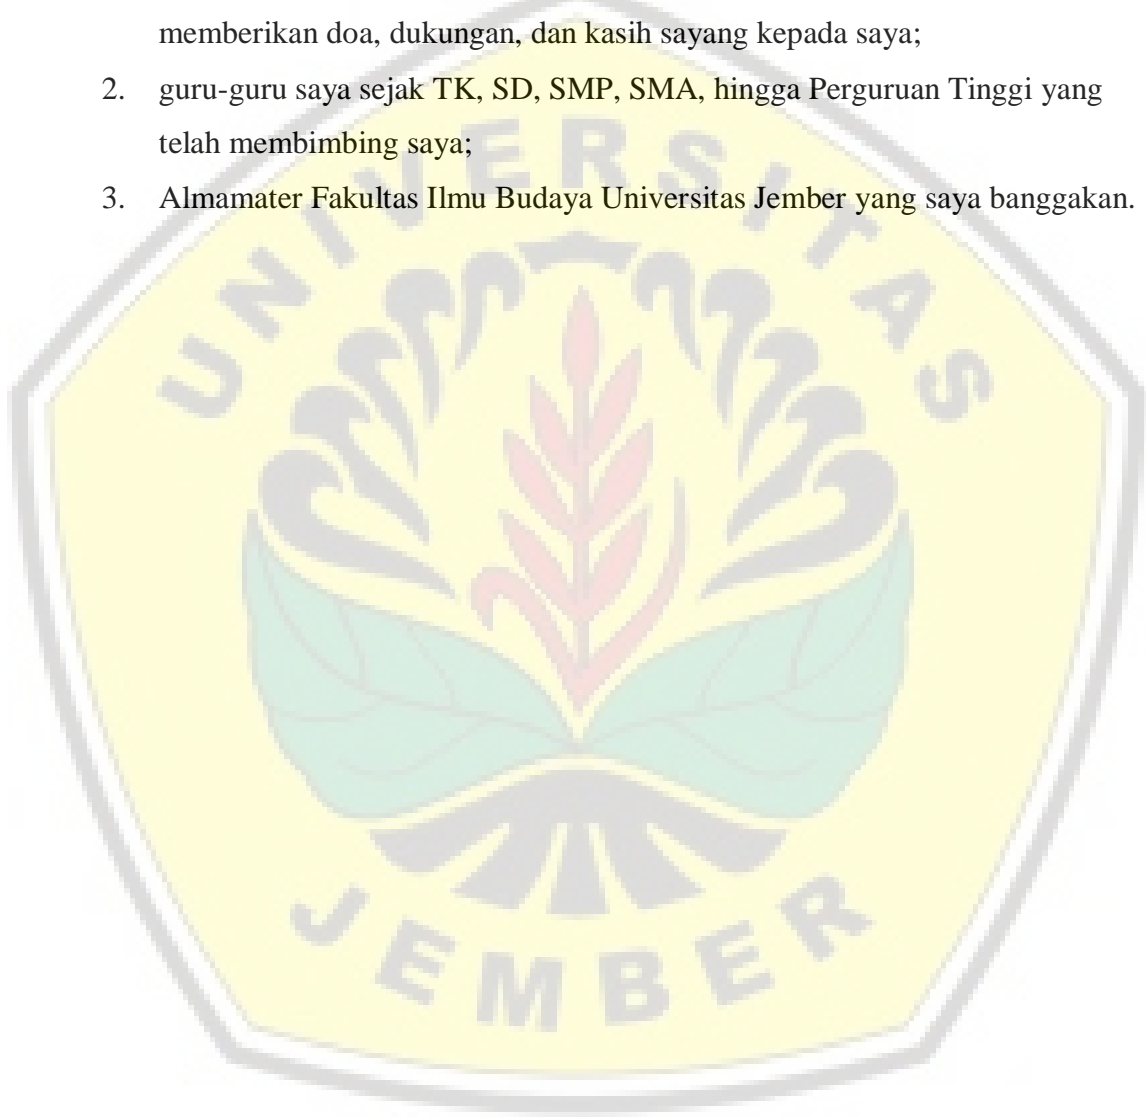 memberikan doa, dukungan, dan kasih sayang kepada saya;
2. guru-guru saya sejak TK, SD, SMP, SMA, hingga Perguruan Tinggi yang
telah membimbing saya;
3. Almamater Fakultas Ilmu Budaya Universitas Jember yang saya banggakan.
UNIVERSITAS
JEMBER